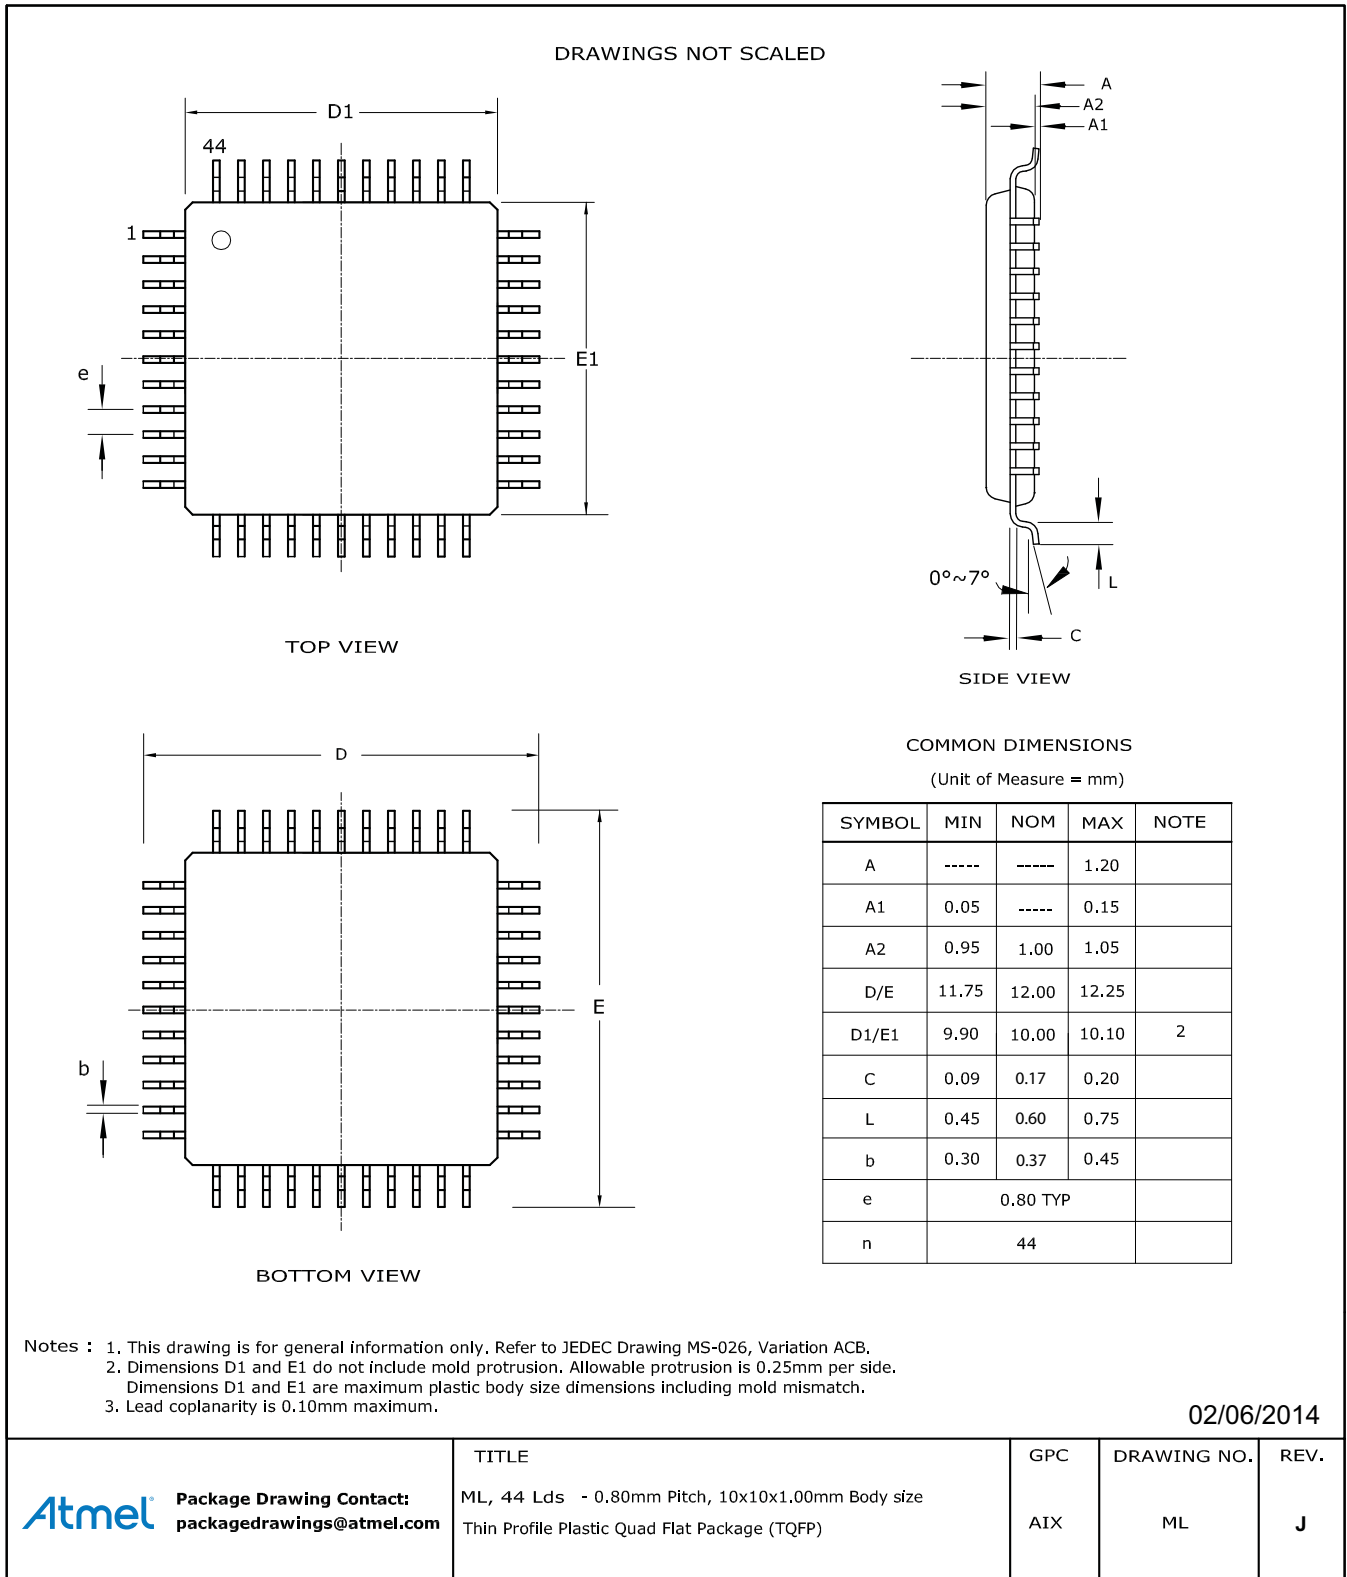 DRAWINGS NOT SCALED
D1
44
1
e
E1
TOP VIEW
A
A2
A1
0°~7°
L
C
SIDE VIEW
D
E
b
BOTTOM VIEW
COMMON DIMENSIONS
(Unit of Measure = mm)
SYMBOL MIN NOM MAX NOTE
A ----- ----- 1.20
A1 0.05 ----- 0.15
A2 0.95 1.00 1.05
D/E 11.75 12.00 12.25
D1/E1 9.90 10.00 10.10 2
C 0.09 0.17 0.20
L 0.45 0.60 0.75
b 0.30 0.37 0.45
e 0.80 TYP
n 44
Notes : 1. This drawing is for general information only. Refer to JEDEC Drawing MS-026, Variation ACB.
2. Dimensions D1 and E1 do not include mold protrusion. Allowable protrusion is 0.25mm per side.
Dimensions D1 and E1 are maximum plastic body size dimensions including mold mismatch.
3. Lead coplanarity is 0.10mm maximum.
02/06/2014
Atmel
Package Drawing Contact:
packagedrawings@atmel.com
TITLE
ML, 44 Lds - 0.80mm Pitch, 10x10x1.00mm Body size
Thin Profile Plastic Quad Flat Package (TQFP)
GPC
AIX
DRAWING NO.
ML
REV.
J